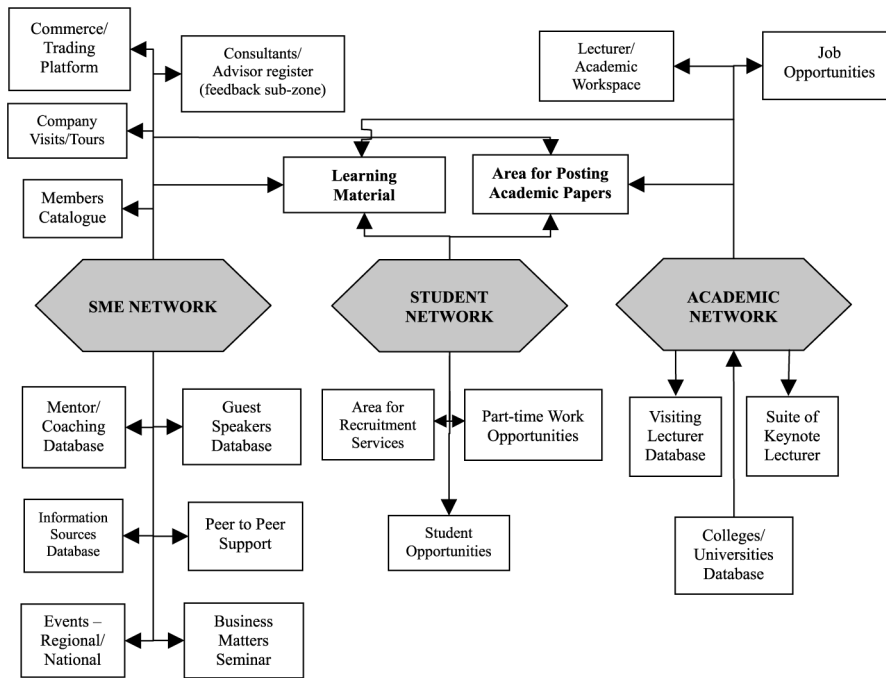 Commerce/
Trading
Platform
Consultants/
Advisor register
(feedback sub-zone)
Lecturer/
Academic
Workspace
Job
Opportunities
Company
Visits/Tours
Learning
Material
Area for Posting
Academic Papers
Members
Catalogue
SME NETWORK
STUDENT
NETWORK
ACADEMIC
NETWORK
Mentor/
Coaching
Database
Guest
Speakers
Database
Area for
Recruitment
Services
Part-time Work
Opportunities
Visiting
Lecturer
Database
Suite of
Keynote
Lecturer
Information
Sources
Database
Peer to Peer
Support
Student
Opportunities
Colleges/
Universities
Database
Events –
Regional/
National
Business
Matters
Seminar